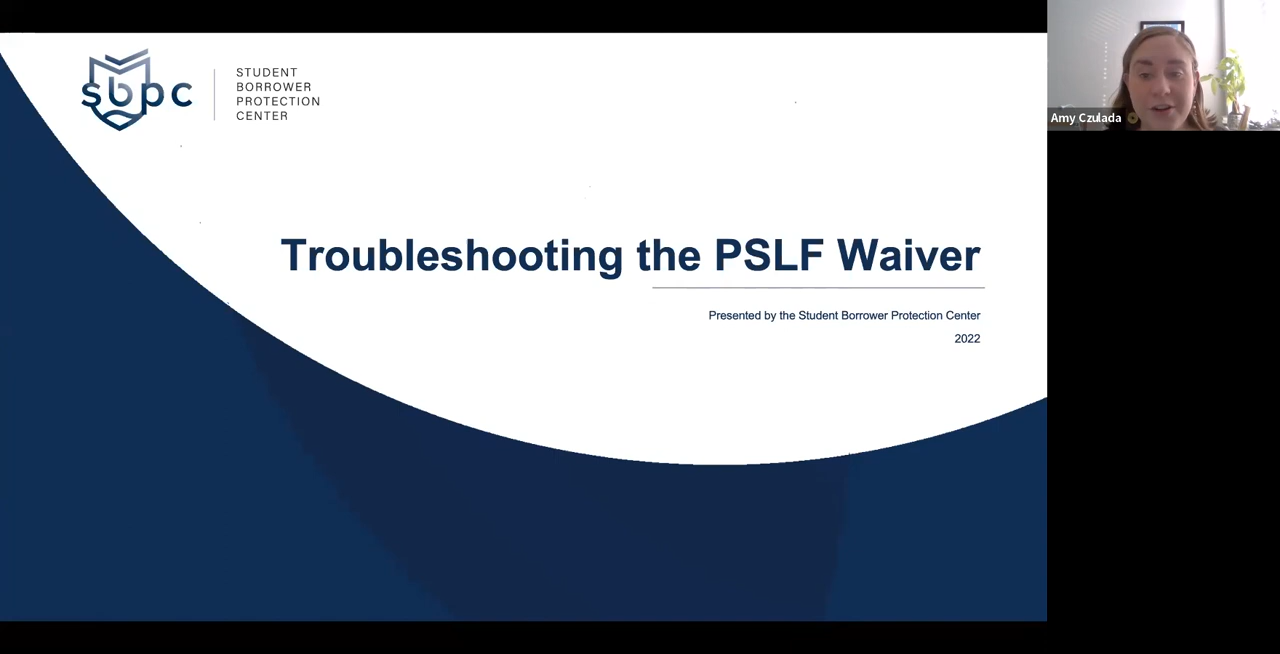 sbpc
STUDENT
BORROWER
PROTECTION
CENTER
Troubleshooting the PSLF Waiver
Presented by the Student Borrower Protection Center
2022
Amy Czulada